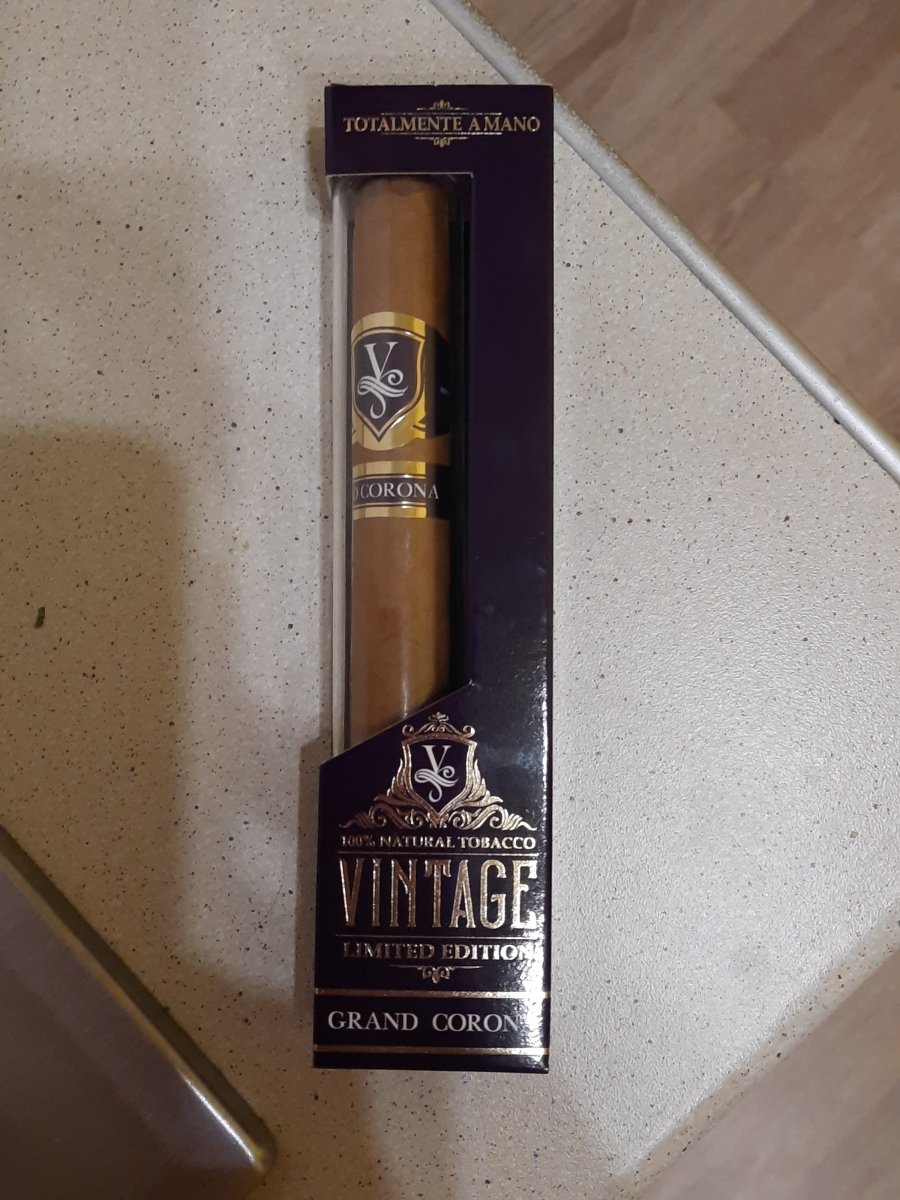 TOTALMENTE A MANO
V
CORONA
V
100% NATURAL TOBACCO
VINTAGE
LIMITED EDITION
GRAND CORON